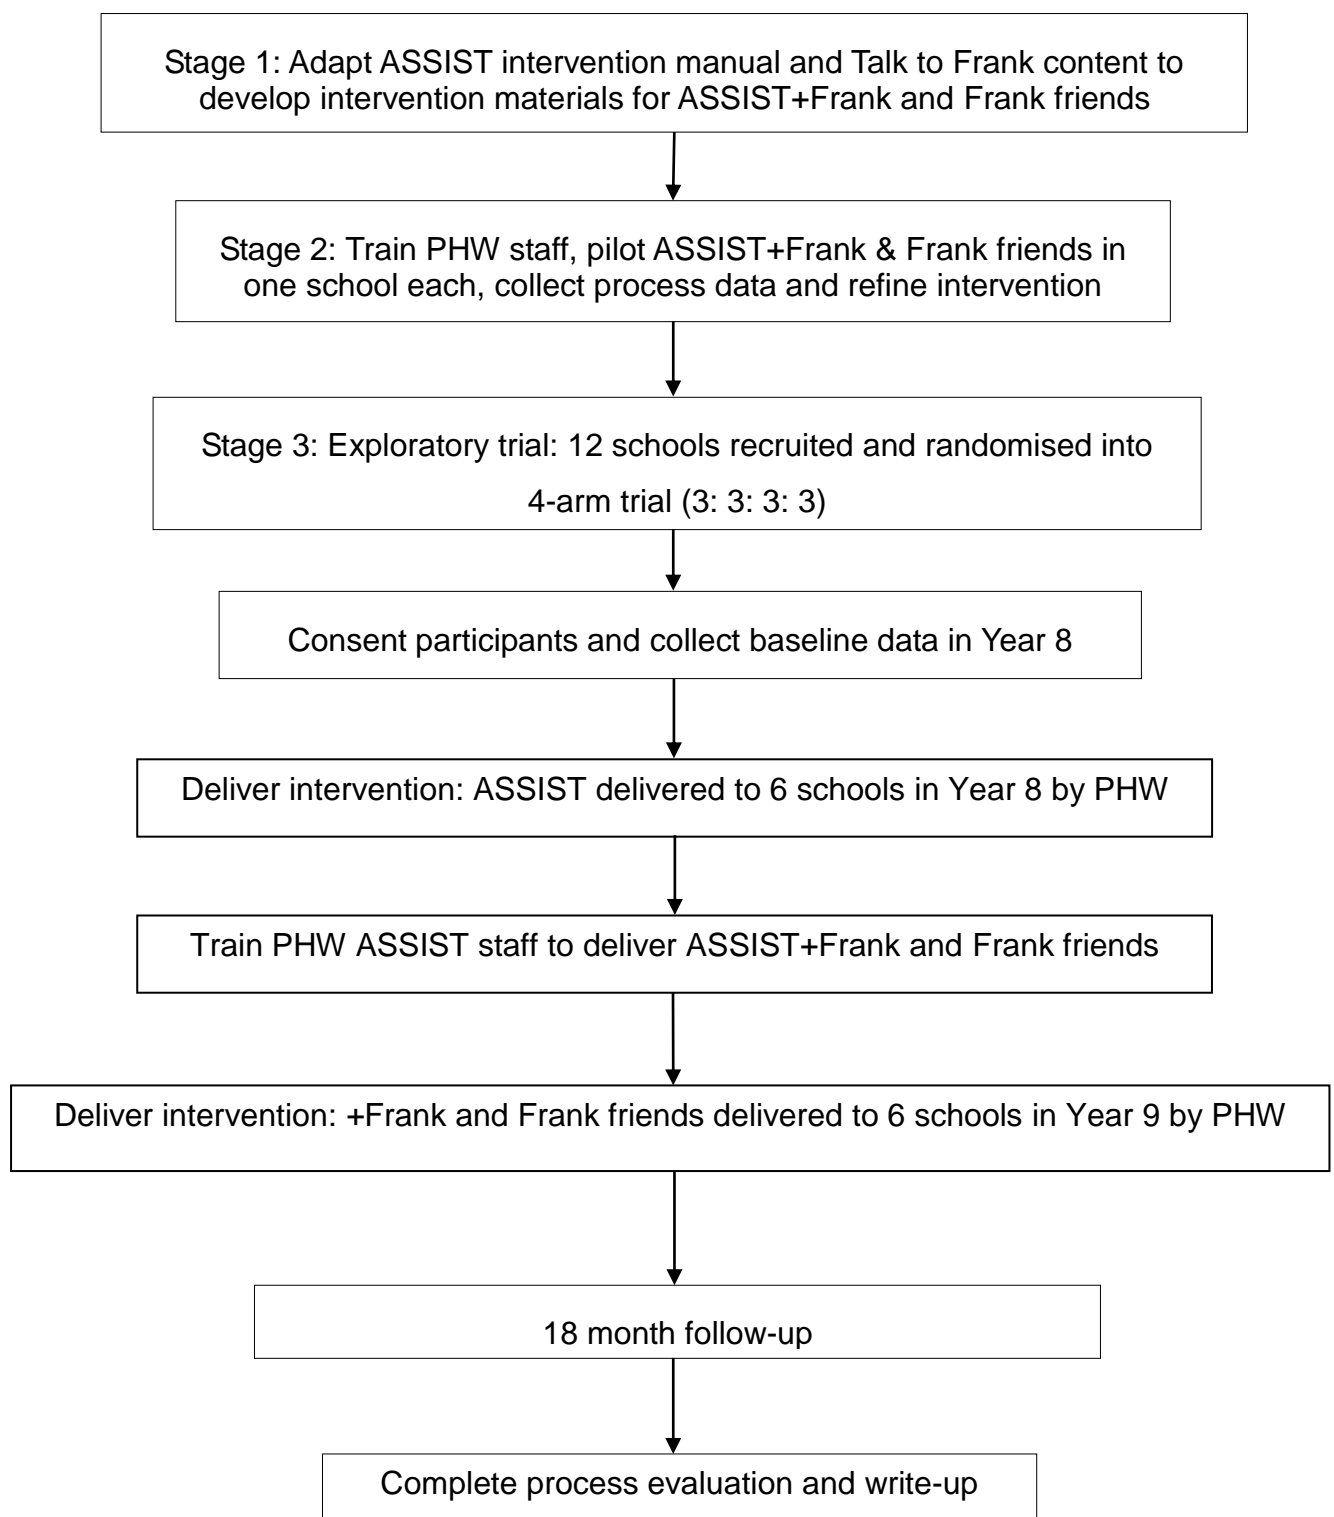 Stage 1: Adapt ASSIST intervention manual and Talk to Frank content to
develop intervention materials for ASSIST+Frank and Frank friends
Stage 2: Train PHW staff, pilot ASSIST+Frank & Frank friends in
one school each, collect process data and refine intervention
Stage 3: Exploratory trial: 12 schools recruited and randomised into
4-arm trial (3: 3: 3: 3)
Consent participants and collect baseline data in Year 8
Deliver intervention: ASSIST delivered to 6 schools in Year 8 by PHW
Train PHW ASSIST staff to deliver ASSIST+Frank and Frank friends
Deliver intervention: +Frank and Frank friends delivered to 6 schools in Year 9 by PHW
18 month follow-up
Complete process evaluation and write-up